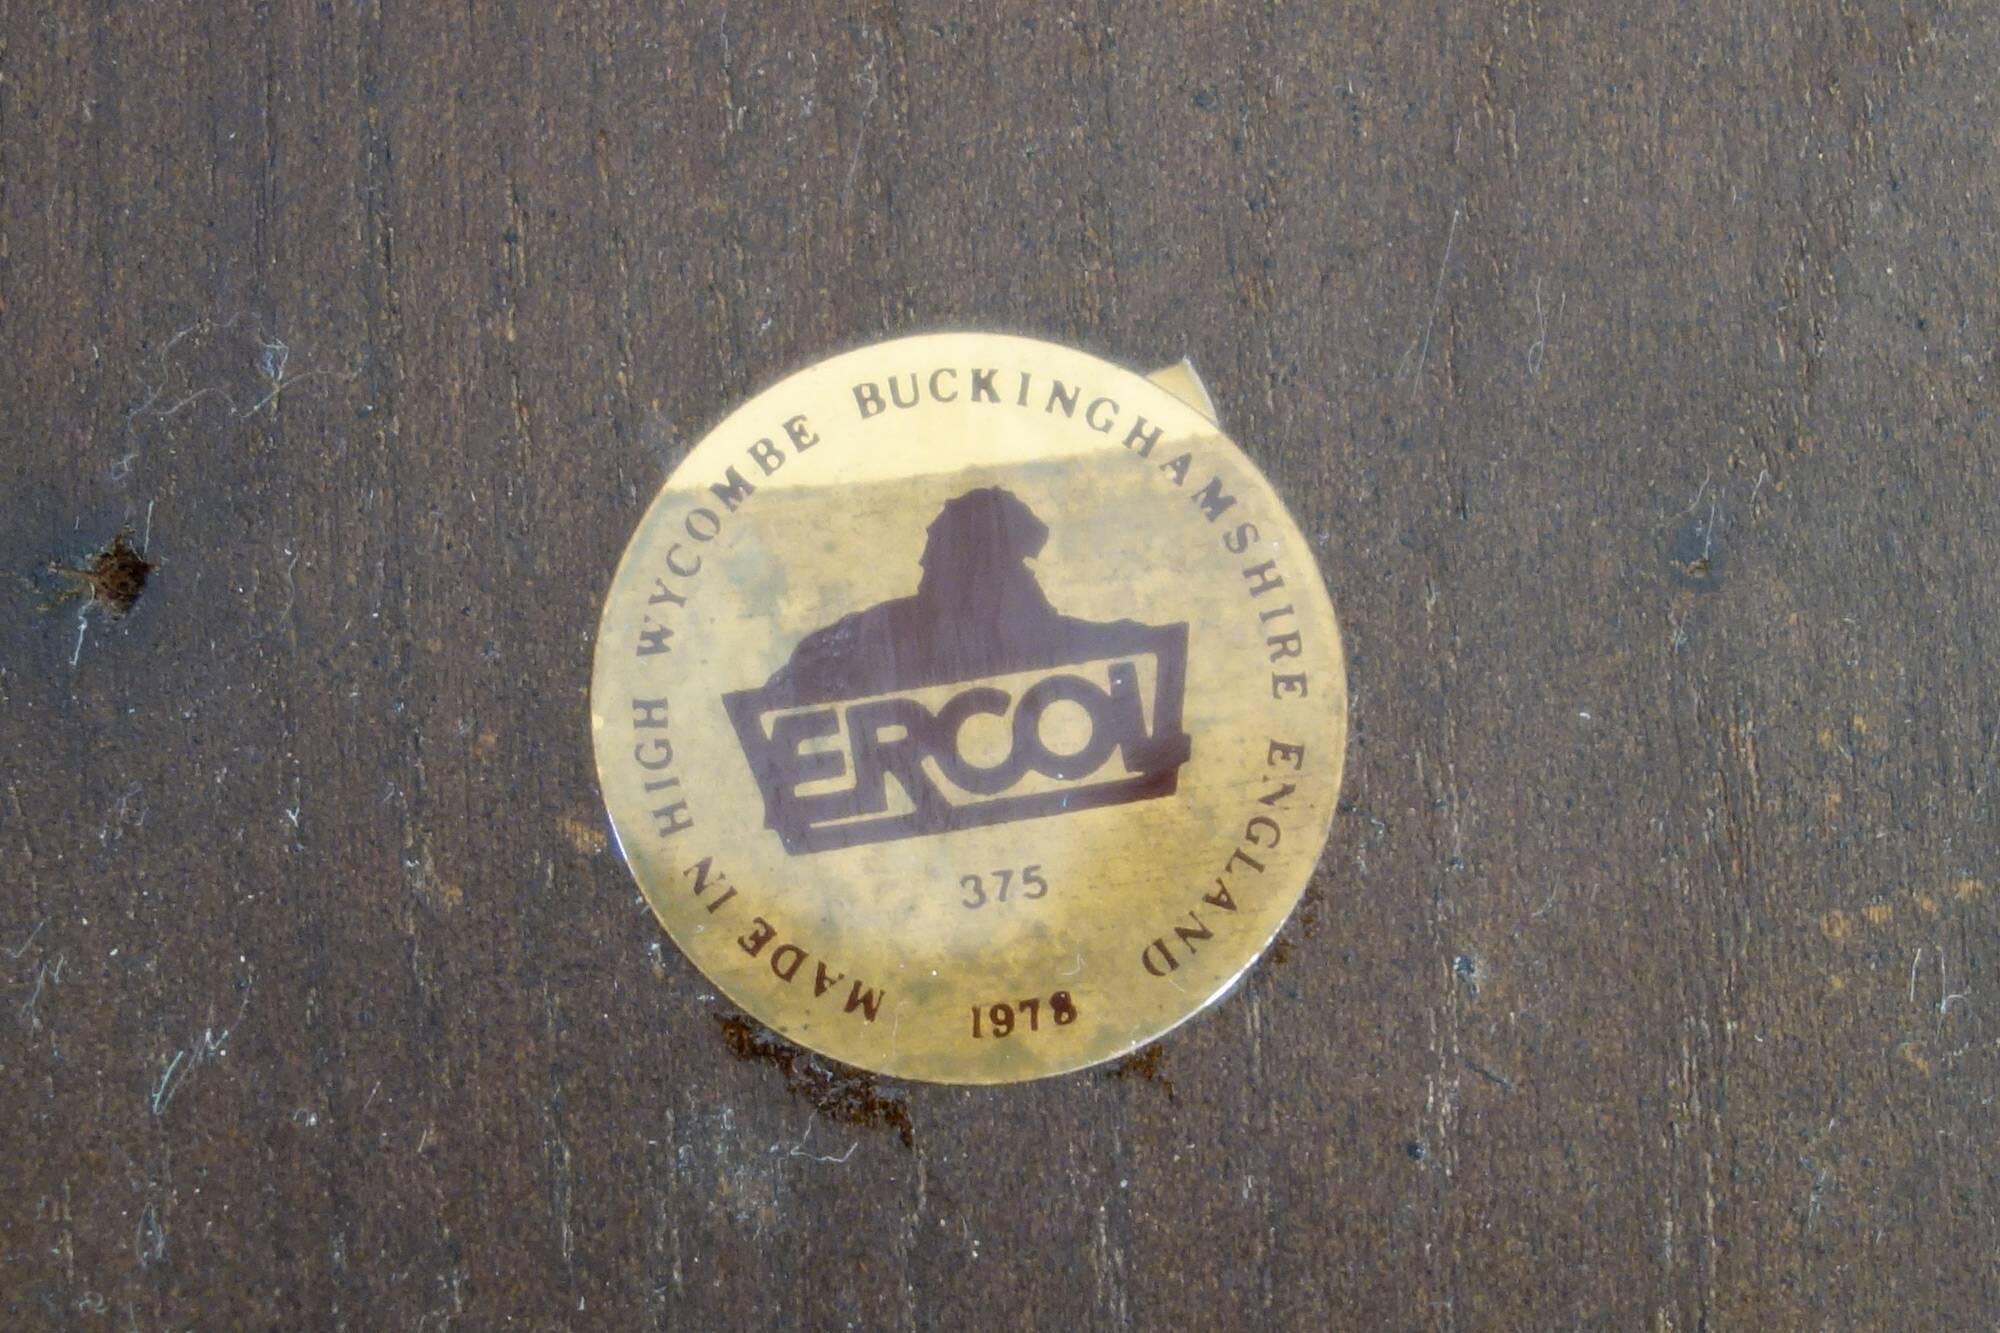 MADE IN HIGH WYCOMBE BUCKINGHAMSHIRE ENGLAND
ERCOL
375
1978